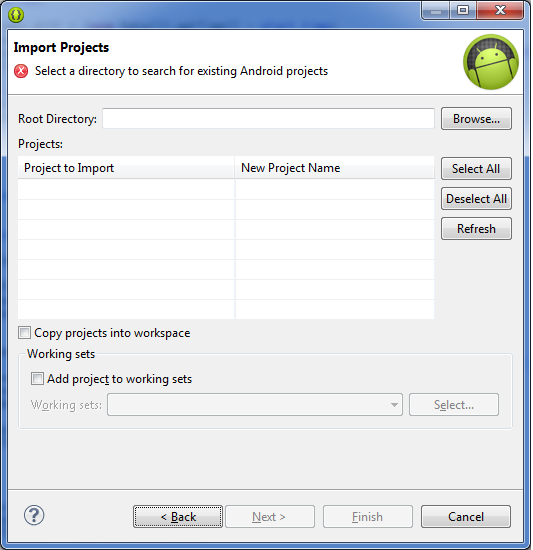 Import Projects
Select a directory to search for existing Android projects
Root Directory:
Browse...
Projects:
Project to Import New Project Name
Select All
Deselect All
Refresh
Copy projects into workspace
Working sets
Add project to working sets
Working sets:
Select...
?
< Back Next > Finish Cancel